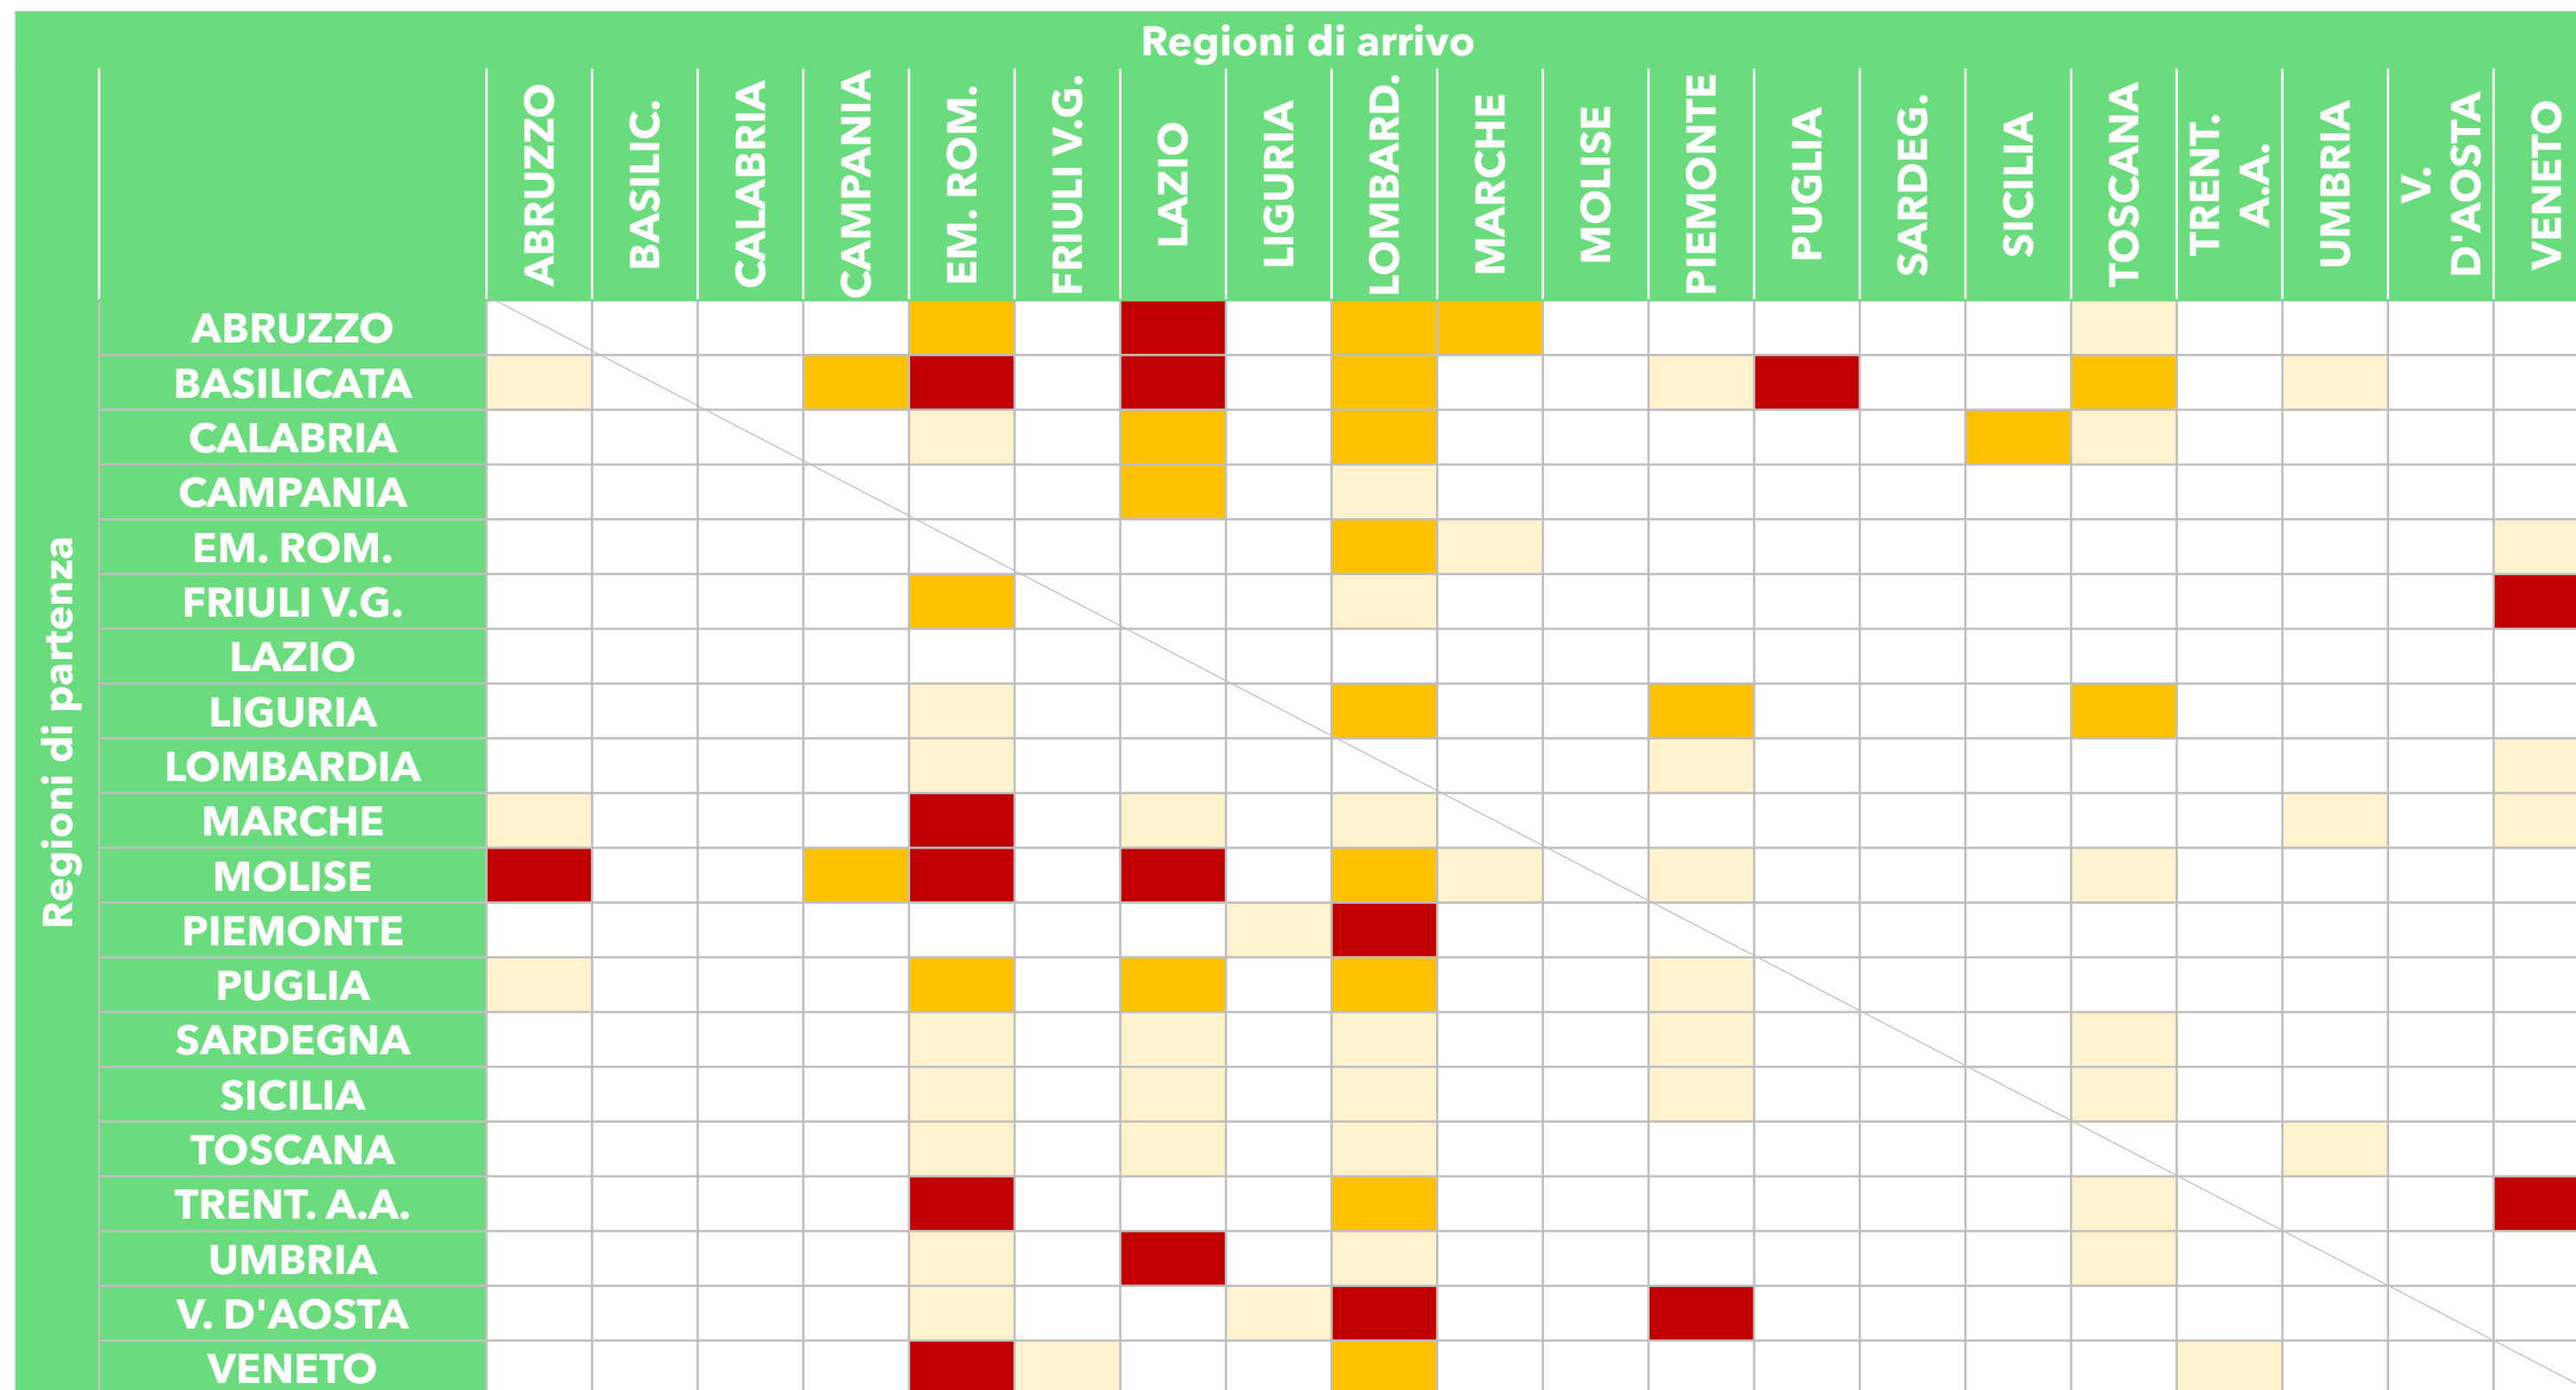 Regioni di arrivo
ABRUZZO
BASILIC.
CALABRIA
CAMPANIA
EM. ROM.
FRIULI V.G.
LAZIO
LIGURIA
LOMBARD.
MARCHE
MOLISE
PIEMONTE
PUGLIA
SARDEG.
SICILIA
TOSCANA
TRENT.
A.A.
UMBRIA
V.
D'AOSTA
VENETO
Regioni di partenza
ABRUZZO
BASILICATA
CALABRIA
CAMPANIA
EM. ROM.
FRIULI V.G.
LAZIO
LIGURIA
LOMBARDIA
MARCHE
MOLISE
PIEMONTE
PUGLIA
SARDEGNA
SICILIA
TOSCANA
TRENT. A.A.
UMBRIA
V. D'AOSTA
VENETO